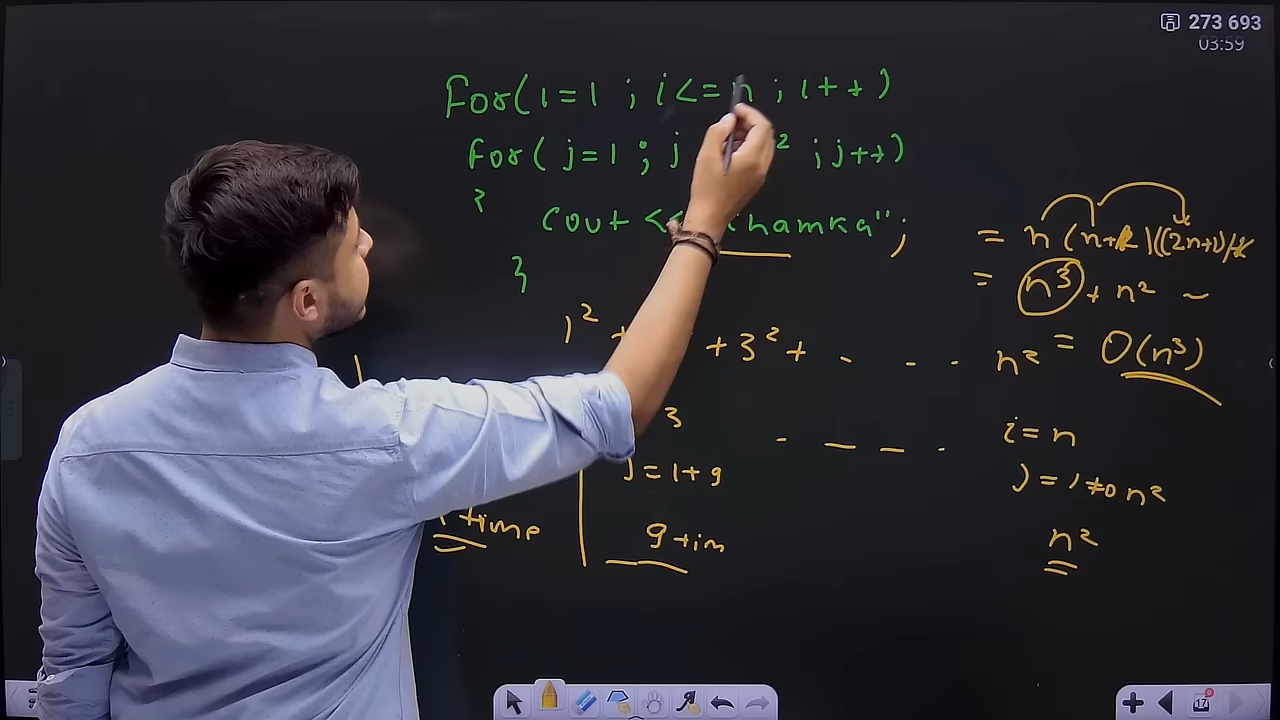 273 693
03:59
For( i=1 ; i<=n ; i++ )
For( j=1 ; j ² ; j++ )
{
cout << hamka";
}
= n (n+1)((2n+1)/
= n³ + n² ~
= O(n³)
1² + + 3² + - - - - n²
3 - - - - i=n
j = 1+9 j = 1 to n²
time 9 tim n²
17